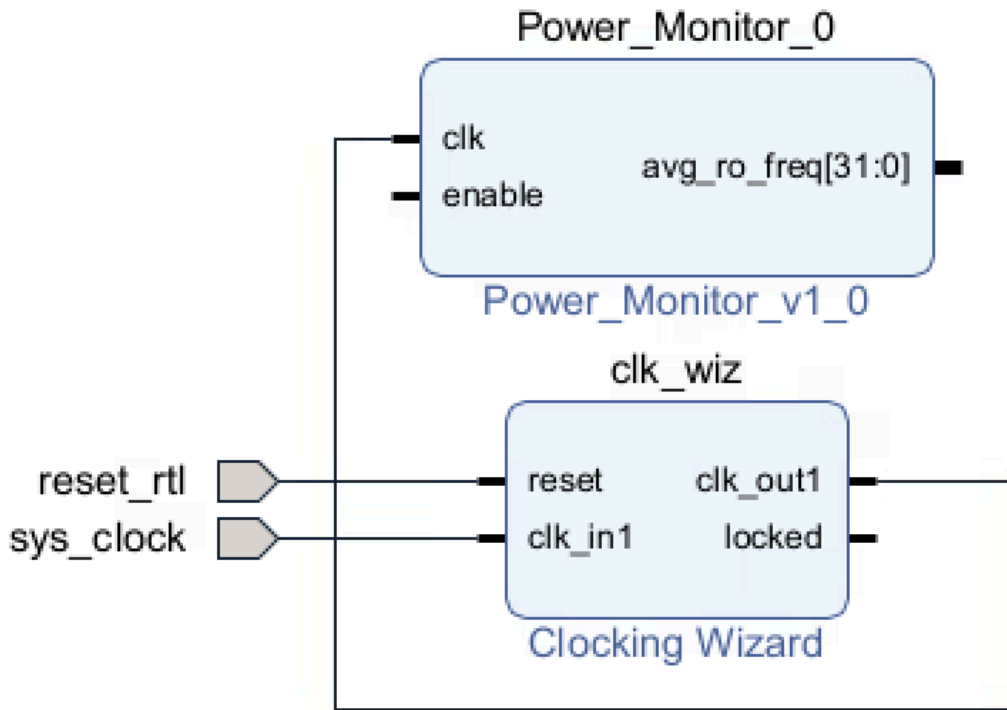 Power_Monitor_0
clk
enable
avg_ro_freq[31:0]
Power_Monitor_v1_0
clk_wiz
reset_rtl
sys_clock
reset
clk_in1
clk_out1
locked
Clocking Wizard